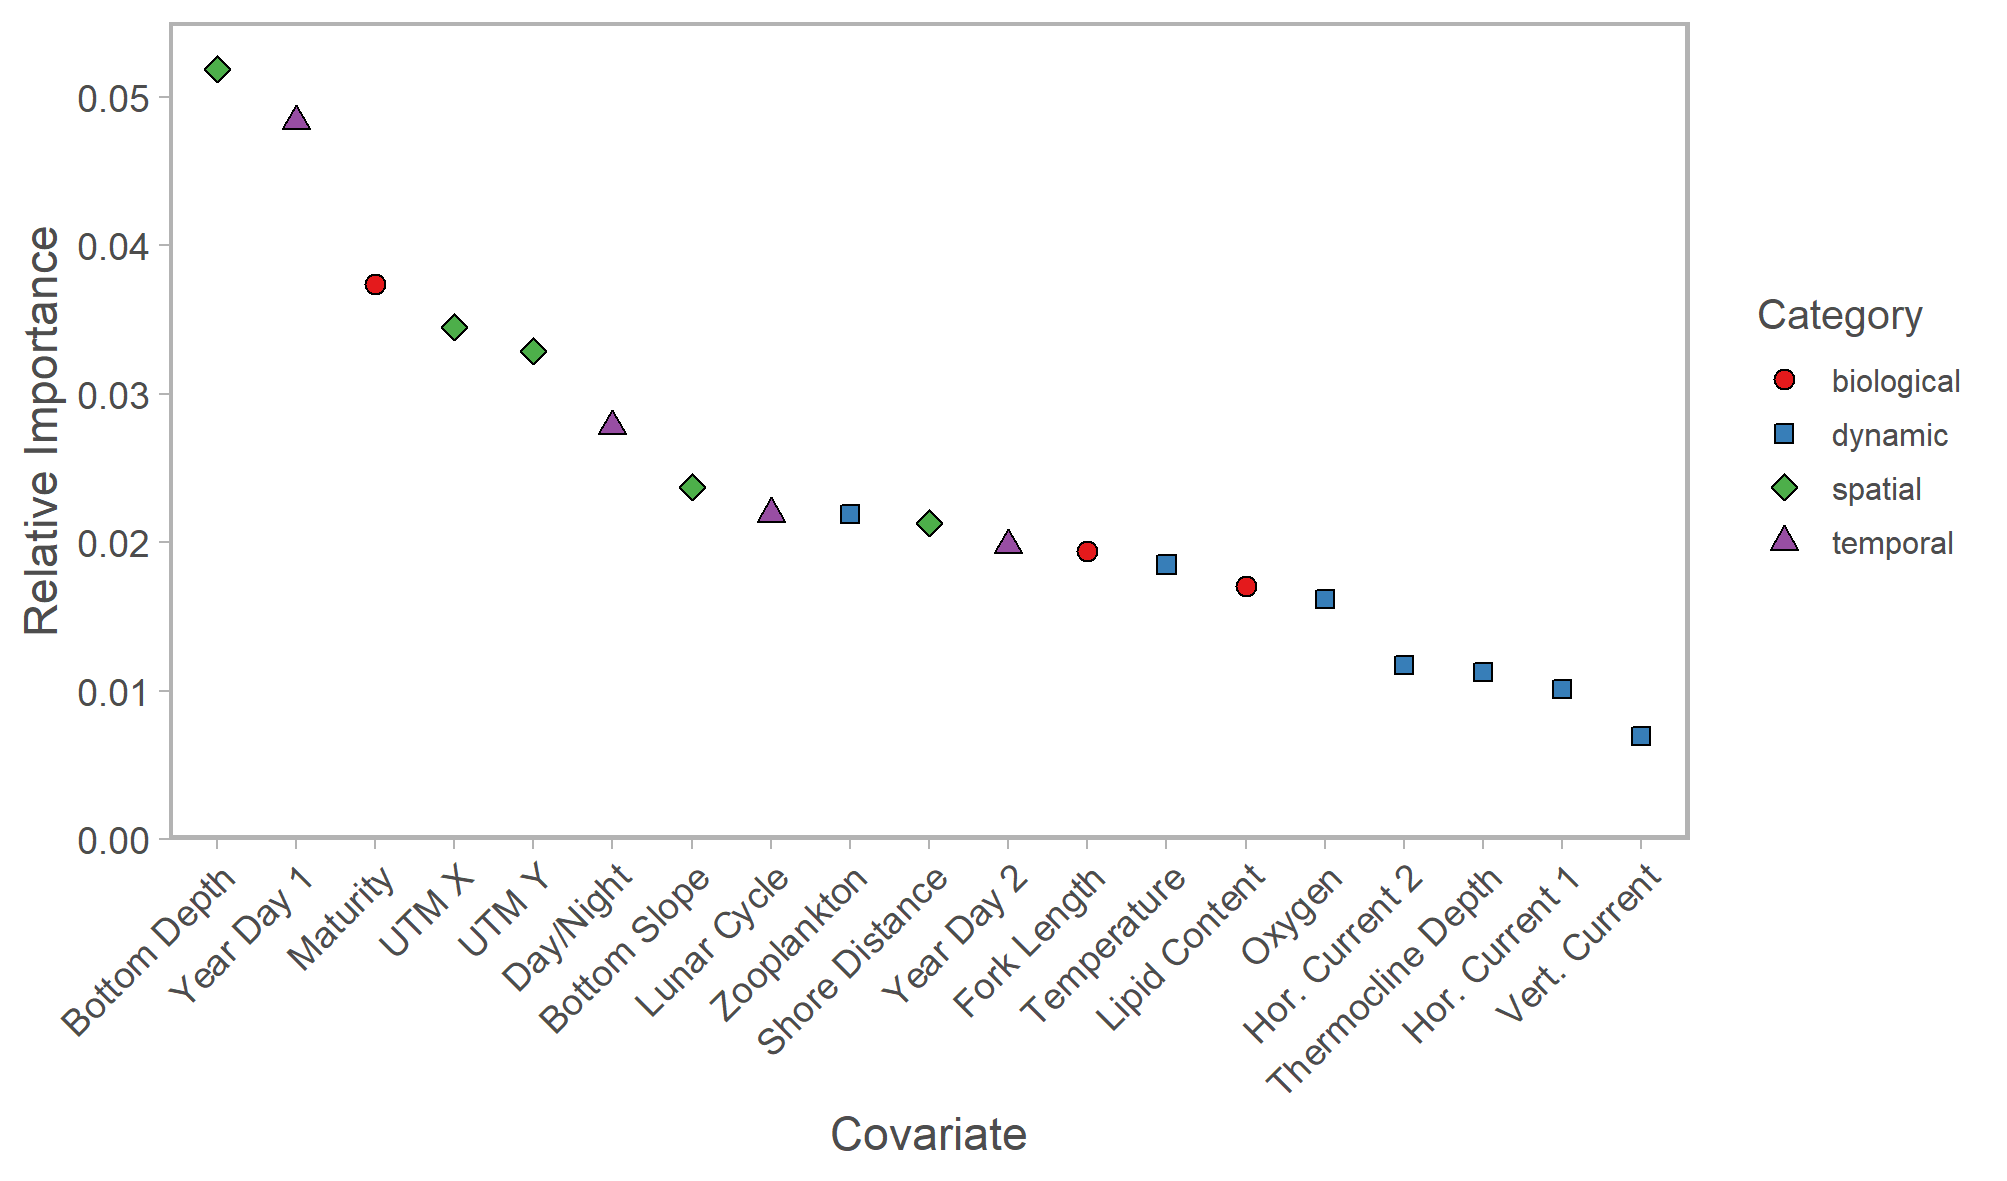 Relative Importance
0.05
0.04
0.03
0.02
0.01
0.00
Bottom Depth
Year Day 1
Maturity
UTM X
UTM Y
Day/Night
Bottom Slope
Lunar Cycle
Zooplankton
Shore Distance
Year Day 2
Fork Length
Temperature
Lipid Content
Oxygen
Hor. Current 2
Thermocline Depth
Hor. Current 1
Vert. Current
Covariate
Category
biological
dynamic
spatial
temporal